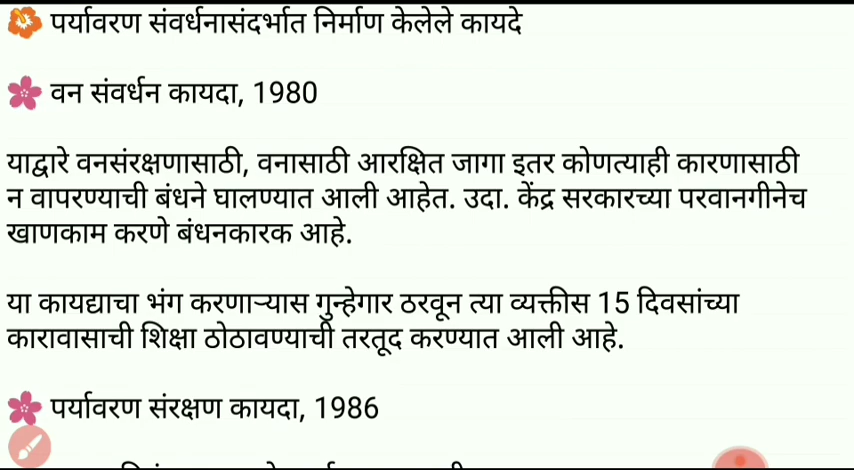 पर्यावरण संवर्धनासंदर्भात निर्माण केलेले कायदे
वन संवर्धन कायदा, 1980
याद्वारे वनसंरक्षणासाठी, वनासाठी आरक्षित जागा इतर कोणत्याही कारणासाठी
न वापरण्याची बंधने घालण्यात आली आहेत. उदा. केंद्र सरकारच्या परवानगीनेच
खाणकाम करणे बंधनकारक आहे.
या कायद्याचा भंग करणाऱ्यास गुन्हेगार ठरवून त्या व्यक्तीस 15 दिवसांच्या
कारावासाची शिक्षा ठोठावण्याची तरतूद करण्यात आली आहे.
पर्यावरण संरक्षण कायदा, 1986